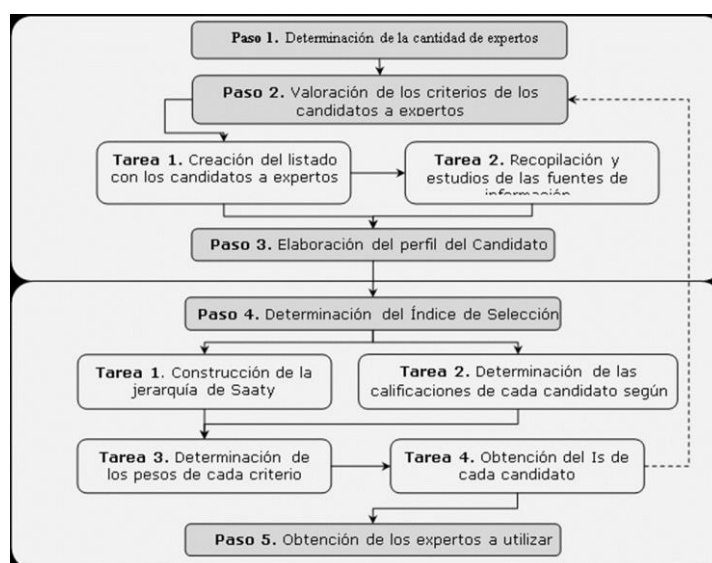 Paso 1. Determinación de la cantidad de expertos
Paso 2. Valoración de los criterios de los
candidatos a expertos
Tarea 1. Creación del listado
con los candidatos a expertos
Tarea 2. Recopilación y
estudios de las fuentes de
información
Paso 3. Elaboración del perfil del Candidato
Paso 4. Determinación del Índice de Selección
Tarea 1. Construcción de la
jerarquía de Saaty
Tarea 2. Determinación de las
calificaciones de cada candidato según
Tarea 3. Determinación de
los pesos de cada criterio
Tarea 4. Obtención del Is de
cada candidato
Paso 5. Obtención de los expertos a utilizar